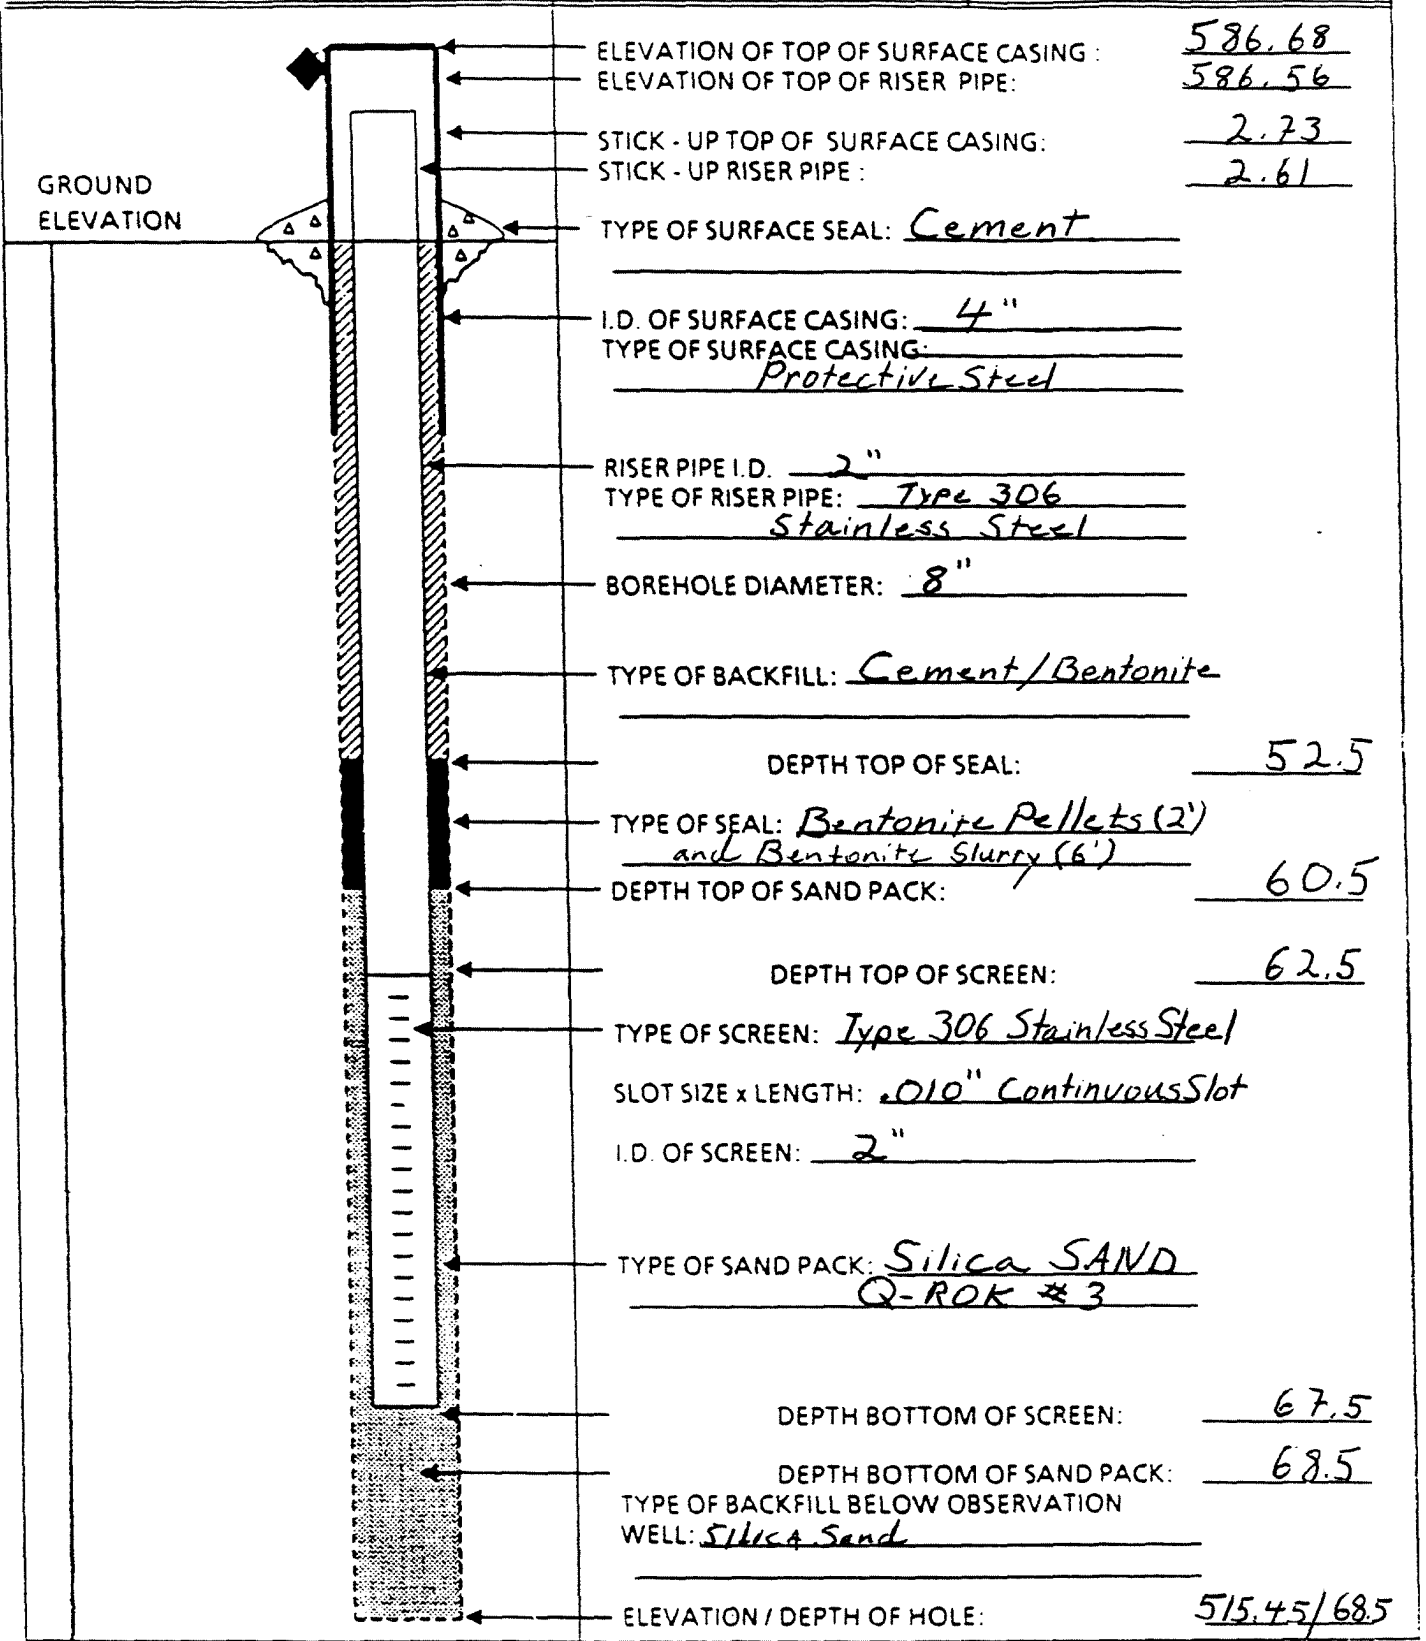 ELEVATION OF TOP OF SURFACE CASING : 586.68
ELEVATION OF TOP OF RISER PIPE: 586.56
STICK - UP TOP OF SURFACE CASING: 2.73
STICK - UP RISER PIPE : 2.61
GROUND
ELEVATION
TYPE OF SURFACE SEAL: Cement
I.D. OF SURFACE CASING: 4"
TYPE OF SURFACE CASING:
Protective Steel
RISER PIPE I.D. 2"
TYPE OF RISER PIPE: Type 306
Stainless Steel
BOREHOLE DIAMETER: 8"
TYPE OF BACKFILL: Cement/Bentonite
DEPTH TOP OF SEAL: 52.5
TYPE OF SEAL: Bentonite Pellets (2')
and Bentonite Slurry (6')
DEPTH TOP OF SAND PACK: 60.5
DEPTH TOP OF SCREEN: 62.5
TYPE OF SCREEN: Type 306 Stainless Steel
SLOT SIZE x LENGTH: .010" Continuous Slot
I.D. OF SCREEN: 2"
TYPE OF SAND PACK: Silica SAND
Q-ROK #3
DEPTH BOTTOM OF SCREEN: 67.5
DEPTH BOTTOM OF SAND PACK: 68.5
TYPE OF BACKFILL BELOW OBSERVATION
WELL: Silica Sand
ELEVATION / DEPTH OF HOLE: 515.45/68.5